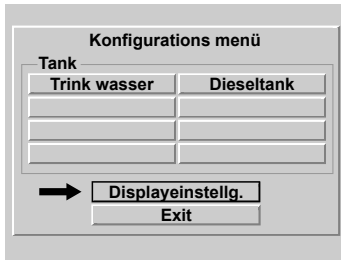 Konfigurations menü
Tank
Trink wasser Dieseltank
Displayeinstellg.
Exit